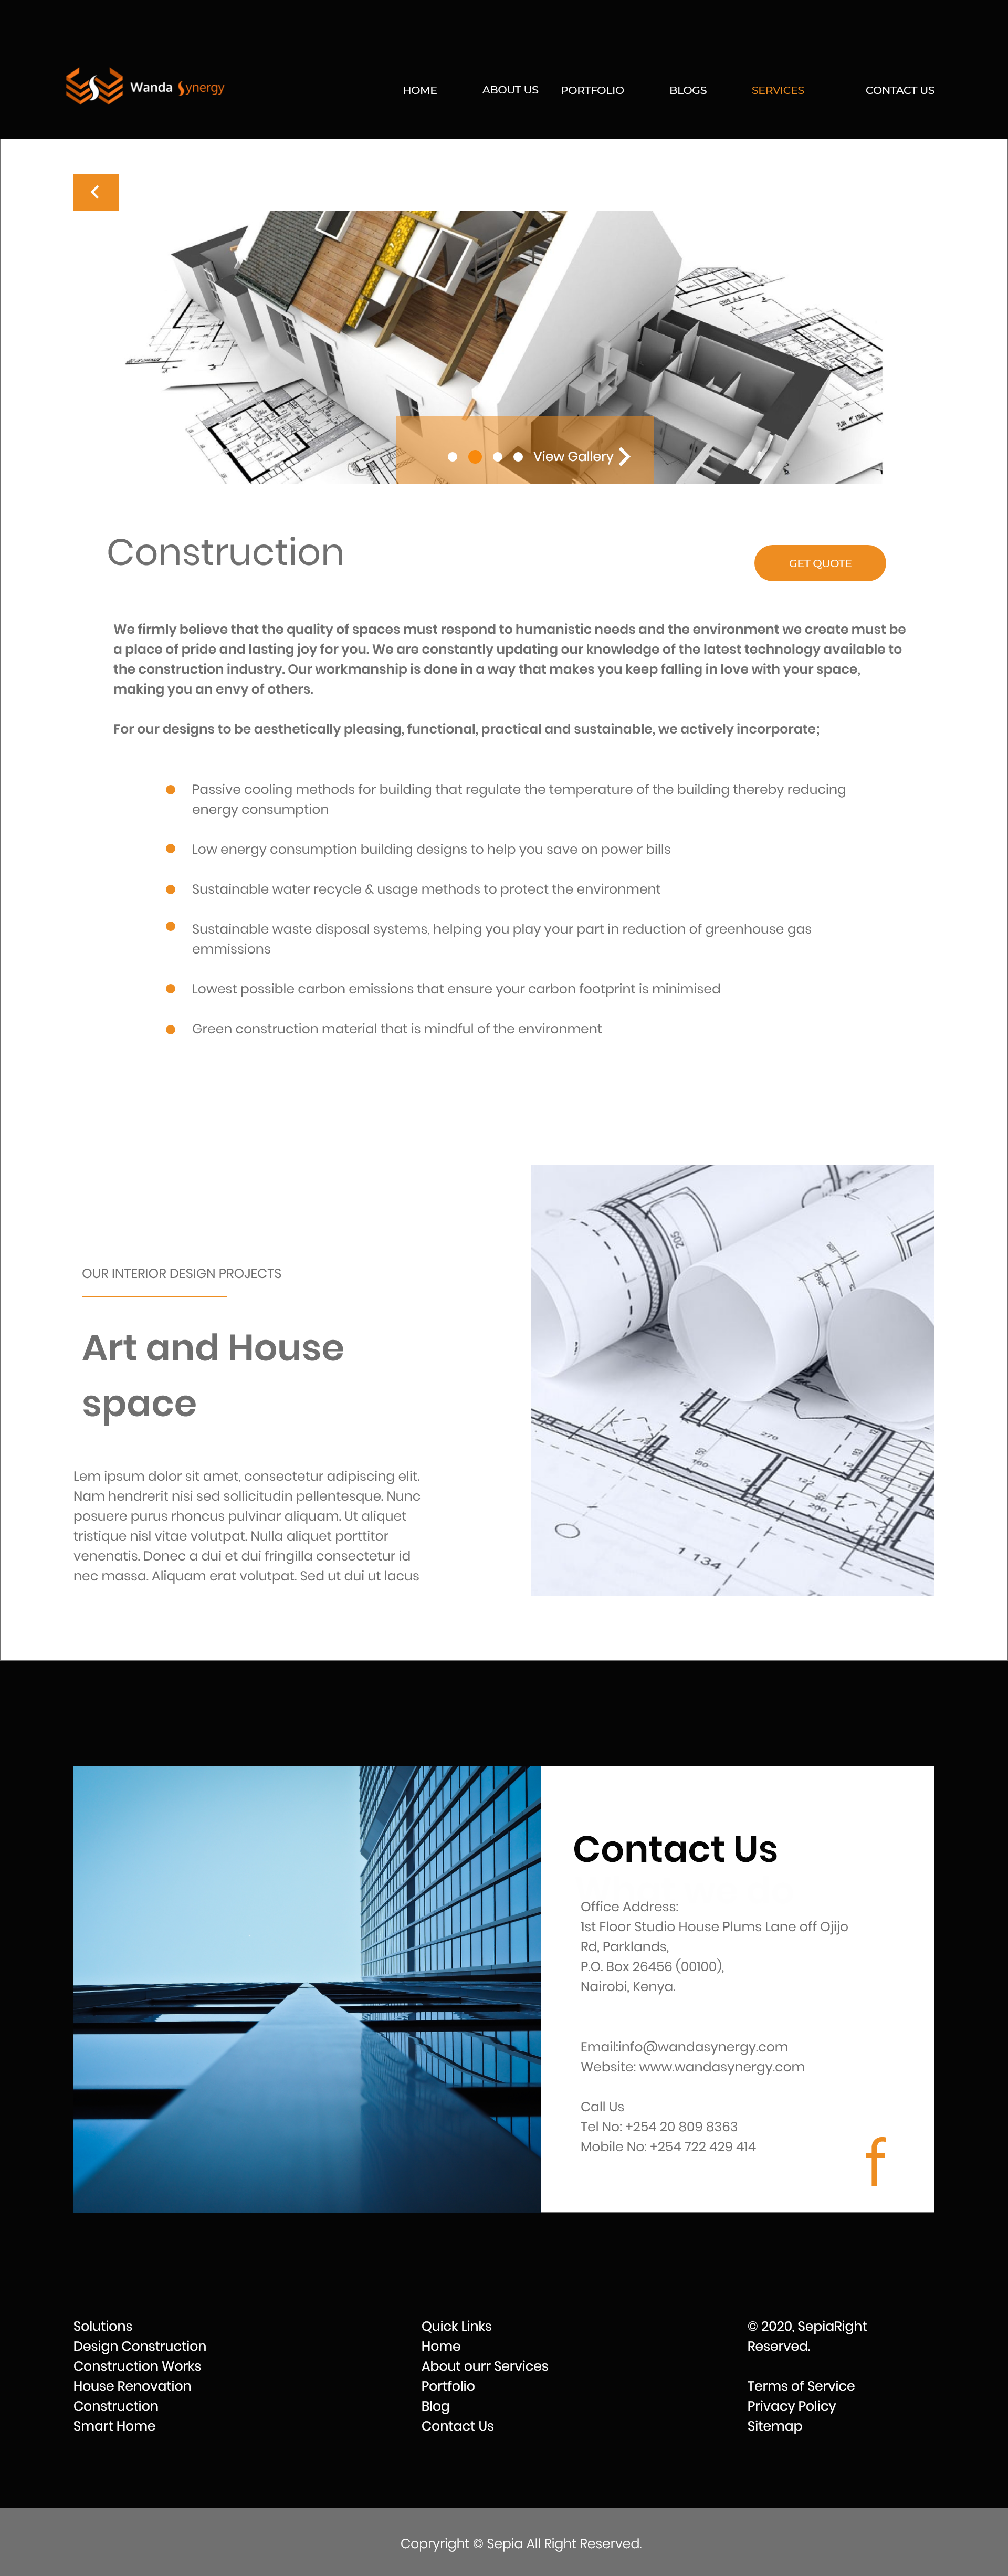 Wanda Synergy
HOME
ABOUT US
PORTFOLIO
BLOGS
SERVICES
CONTACT US
View Gallery
Construction
GET QUOTE
We firmly believe that the quality of spaces must respond to humanistic needs and the environment we create must be
a place of pride and lasting joy for you. We are constantly updating our knowledge of the latest technology available to
the construction industry. Our workmanship is done in a way that makes you keep falling in love with your space,
making you an envy of others.
For our designs to be aesthetically pleasing, functional, practical and sustainable, we actively incorporate;
Passive cooling methods for building that regulate the temperature of the building thereby reducing
energy consumption
Low energy consumption building designs to help you save on power bills
Sustainable water recycle & usage methods to protect the environment
Sustainable waste disposal systems, helping you play your part in reduction of greenhouse gas
emmissions
Lowest possible carbon emissions that ensure your carbon footprint is minimised
Green construction material that is mindful of the environment
OUR INTERIOR DESIGN PROJECTS
Art and House
space
Lem ipsum dolor sit amet, consectetur adipiscing elit.
Nam hendrerit nisi sed sollicitudin pellentesque. Nunc
posuere purus rhoncus pulvinar aliquam. Ut aliquet
tristique nisl vitae volutpat. Nulla aliquet porttitor
venenatis. Donec a dui et dui fringilla consectetur id
nec massa. Aliquam erat volutpat. Sed ut dui ut lacus
205
270
160
120
90
1 134
Contact Us
Office Address:
1st Floor Studio House Plums Lane off Ojijo
Rd, Parklands,
P.O. Box 26456 (00100),
Nairobi, Kenya.
Email:info@wandasynergy.com
Website: www.wandasynergy.com
Call Us
Tel No: +254 20 809 8363
Mobile No: +254 722 429 414
f
Solutions
Design Construction
Construction Works
House Renovation
Construction
Smart Home
Quick Links
Home
About ourr Services
Portfolio
Blog
Contact Us
© 2020, SepiaRight
Reserved.
Terms of Service
Privacy Policy
Sitemap
Copryright © Sepia All Right Reserved.